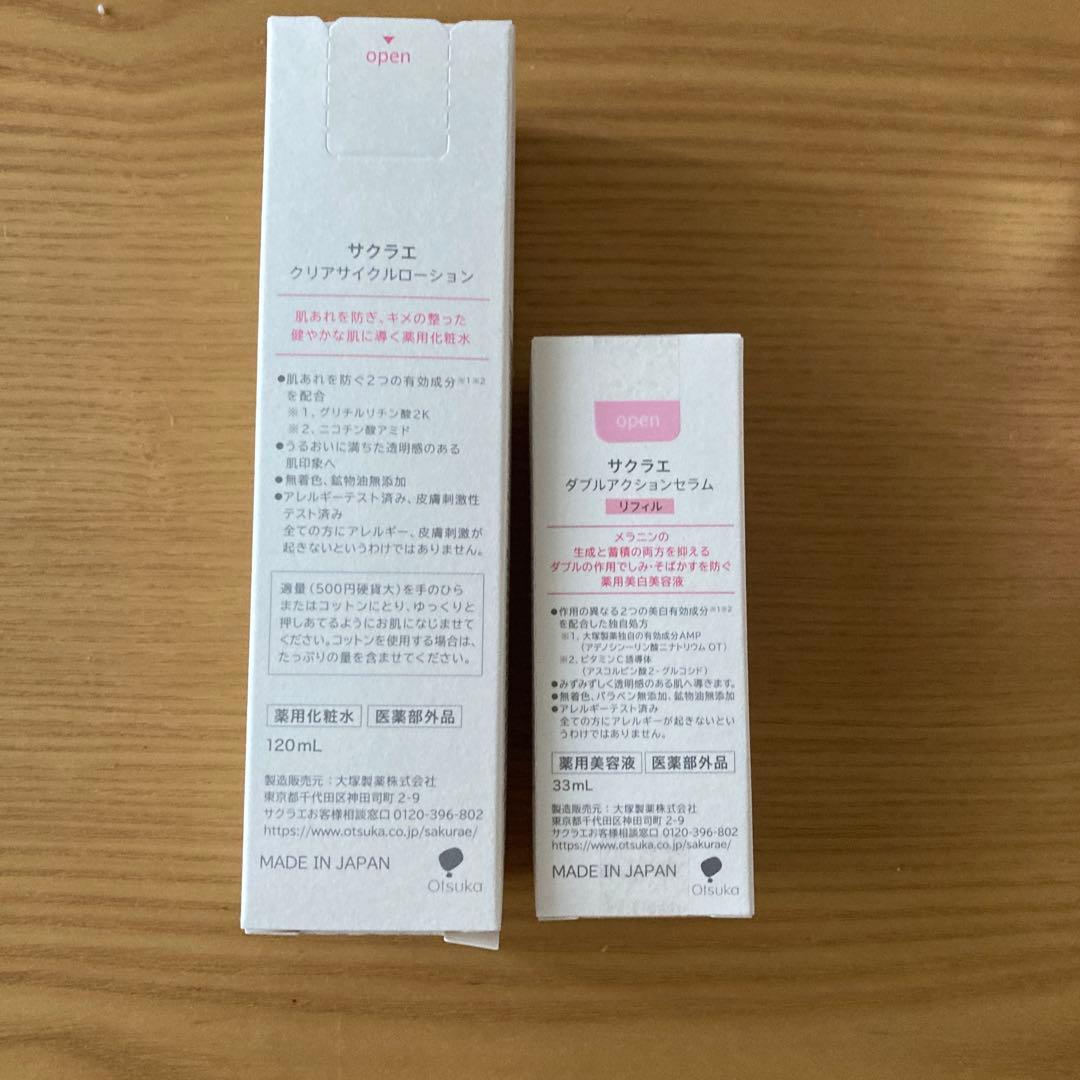 open
サクラエ
クリアサイクルローション
肌あれを防ぎ、キメの整った
健やかな肌に導く薬用化粧水
●肌あれを防ぐ2つの有効成分※1※2
を配合
※1、グリチルリチン酸2K
※2、ニコチン酸アミド
●うるおいに満ちた透明感のある
肌印象へ
●無着色、鉱物油無添加
●アレルギーテスト済み、皮膚刺激性
テスト済み
全ての方にアレルギー、皮膚刺激が
起きないというわけではありません。
適量（500円硬貨大）を手のひら
またはコットンにとり、ゆっくりと
押しあてるようにお肌になじませて
ください。コットンを使用する場合は、
たっぷりの量を含ませてください。
薬用化粧水 医薬部外品
120mL
製造販売元：大塚製薬株式会社
東京都千代田区神田司町 2-9
サクラエお客様相談窓口 0120-396-802
https://www.otsuka.co.jp/sakurae/
MADE IN JAPAN
Otsuka
open
サクラエ
ダブルアクションセラム
リフィル
メラニンの
生成と蓄積の両方を抑える
ダブルの作用でしみ・そばかすを防ぐ
薬用美白美容液
●作用の異なる2つの美白有効成分※1※2
を配合した独自処方
※1、大塚製薬独自の有効成分AMP
（アデノシン一リン酸二ナトリウム OT）
※2、ビタミンC誘導体
（アスコルビン酸2-グルコシド）
●みずみずしく透明感のある肌へ導きます。
●無着色、パラベン無添加、鉱物油無添加
●アレルギーテスト済み
全ての方にアレルギーが起きないとい
うわけではありません。
薬用美容液 医薬部外品
33mL
製造販売元：大塚製薬株式会社
東京都千代田区神田司町 2-9
サクラエお客様相談窓口 0120-396-802
https://www.otsuka.co.jp/sakurae/
MADE IN JAPAN
Otsuka